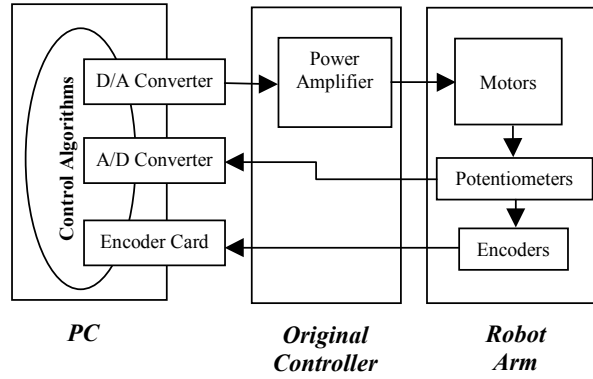 Control Algorithms
D/A Converter
A/D Converter
Encoder Card
Power
Amplifier
Motors
Potentiometers
Encoders
PC
Original
Controller
Robot
Arm